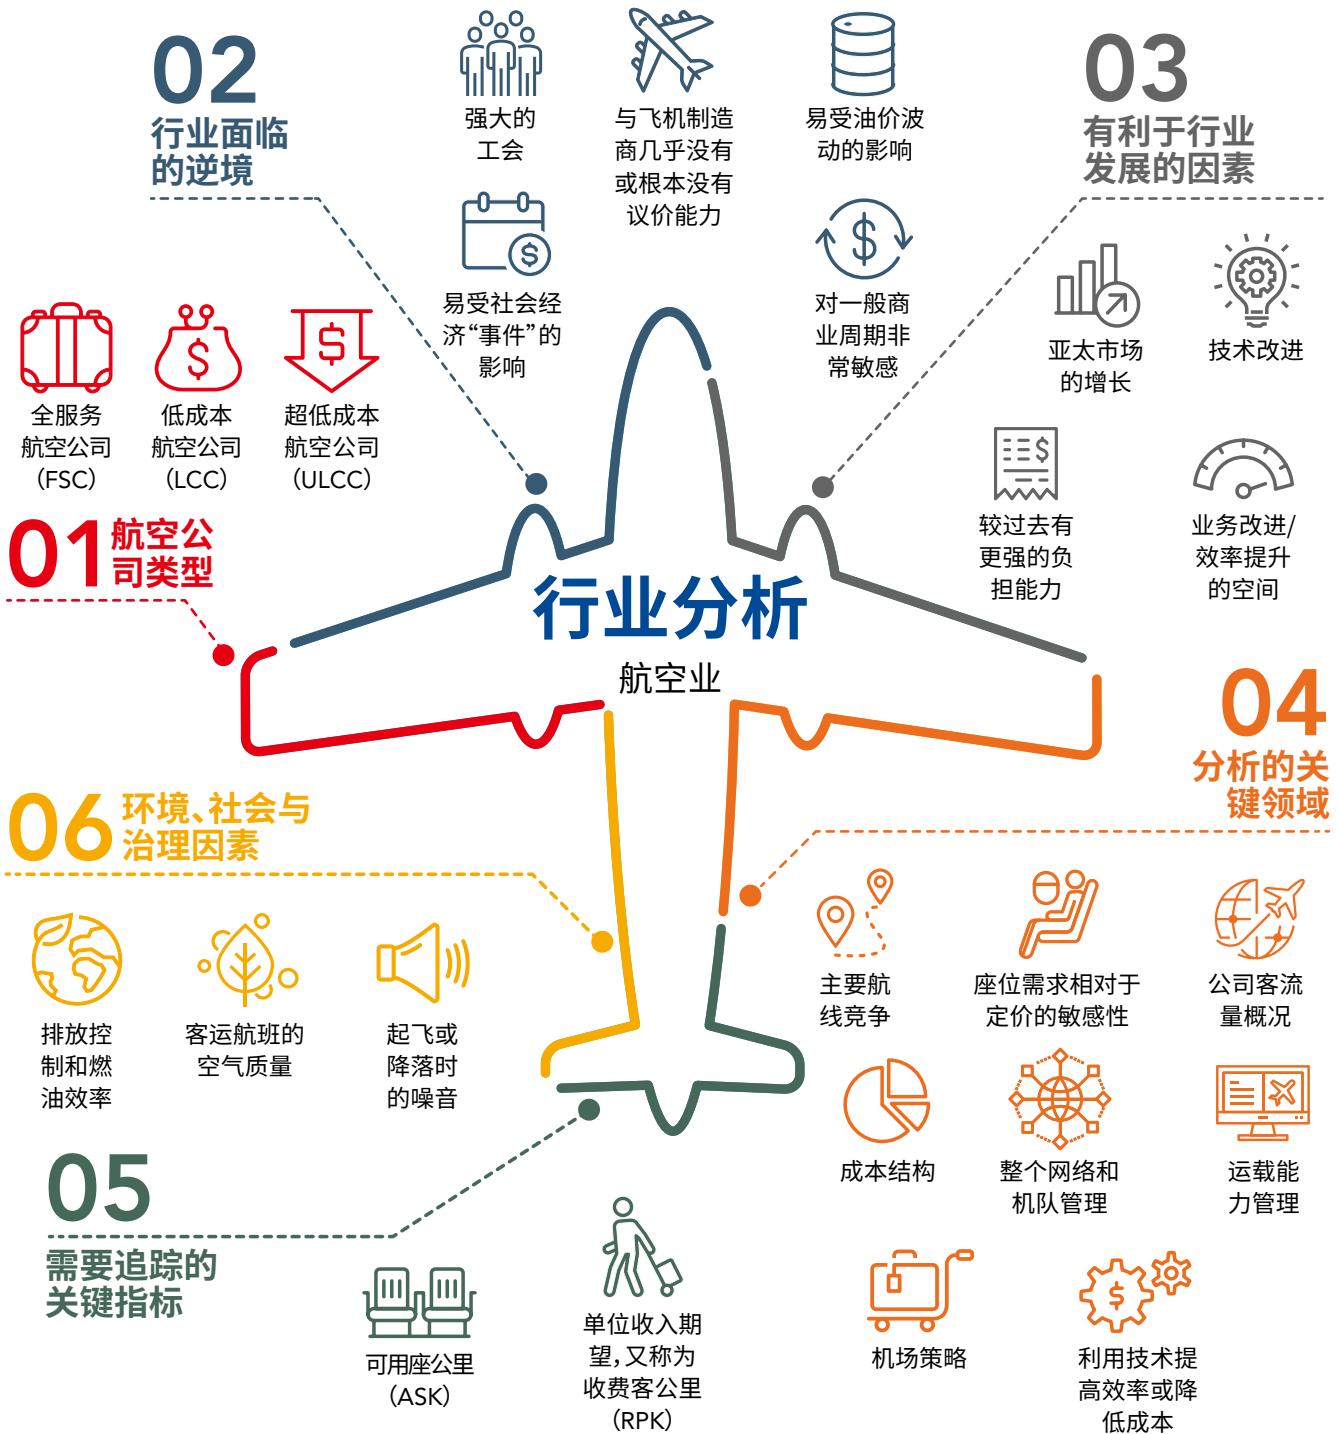 行业分析
航空业
01
航空公
司类型
全服务
航空公司
（FSC）
低成本
航空公司
（LCC）
超低成本
航空公司
（ULCC）
02
行业面临
的逆境
强大的
工会
与飞机制造
商几乎没有
或根本没有
议价能力
易受油价波
动的影响
易受社会经
济“事件”的
影响
对一般商
业周期非
常敏感
03
有利于行业
发展的因素
亚太市场
的增长
技术改进
较过去有
更强的负
担能力
业务改进/
效率提升
的空间
04
分析的关
键领域
主要航
线竞争
座位需求相对于
定价的敏感性
公司客流
量概况
成本结构
整个网络和
机队管理
运载能
力管理
机场策略
利用技术提
高效率或降
低成本
05
需要追踪的
关键指标
可用座公里
（ASK）
单位收入期
望，又称为
收费客公里
（RPK）
06
环境、社会与
治理因素
排放控
制和燃
油效率
客运航班的
空气质量
起飞或
降落时
的噪音